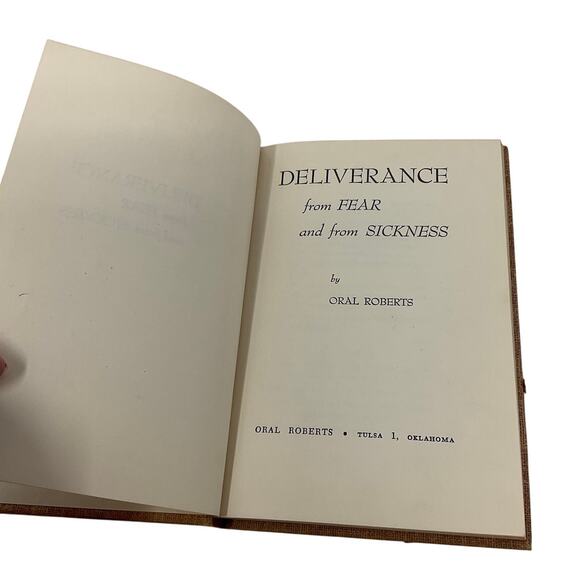 DELIVERANCE
from FEAR
and from SICKNESS
by
ORAL ROBERTS
ORAL ROBERTS • TULSA 1, OKLAHOMA